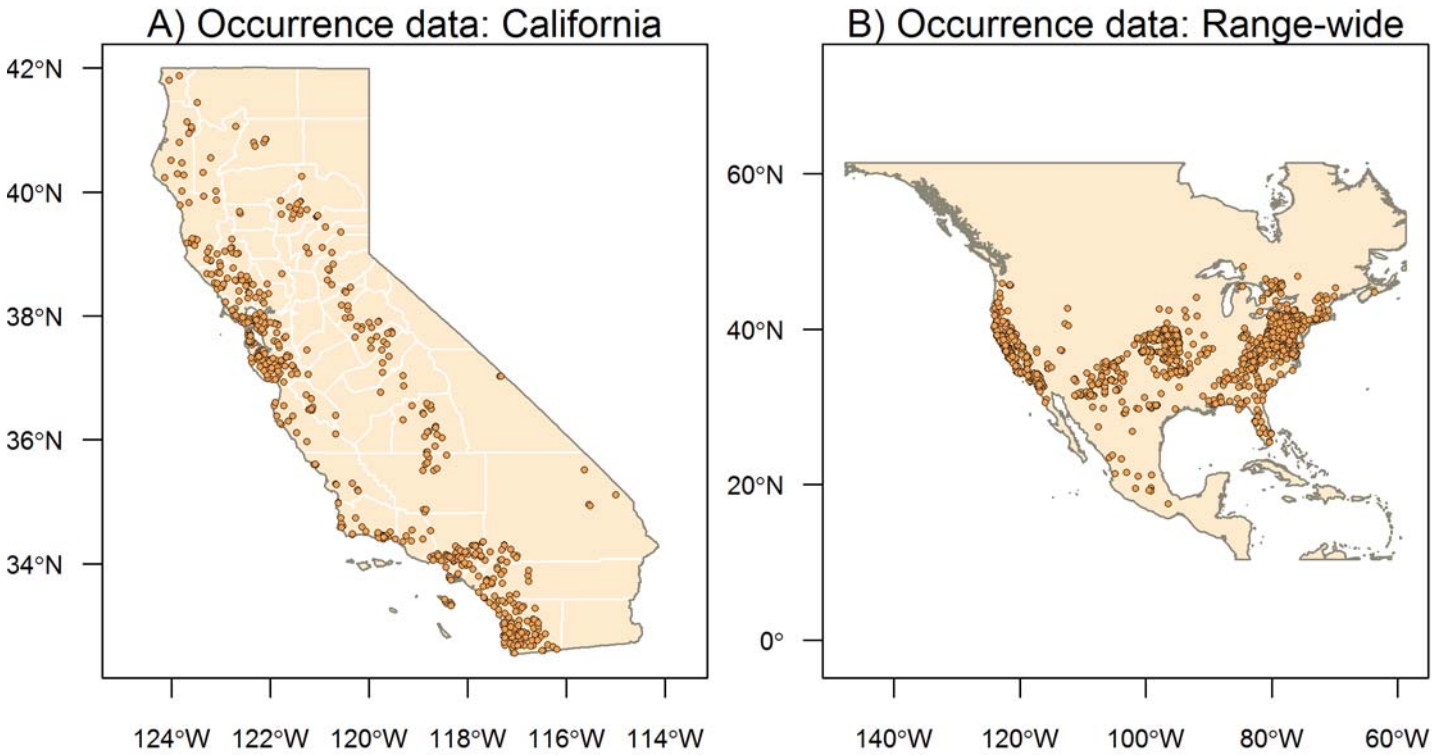 A) Occurrence data: California
42°N
40°N
38°N
36°N
34°N
124°W 122°W 120°W 118°W 116°W 114°W
B) Occurrence data: Range-wide
60°N
40°N
20°N
0°
140°W 120°W 100°W 80°W 60°W